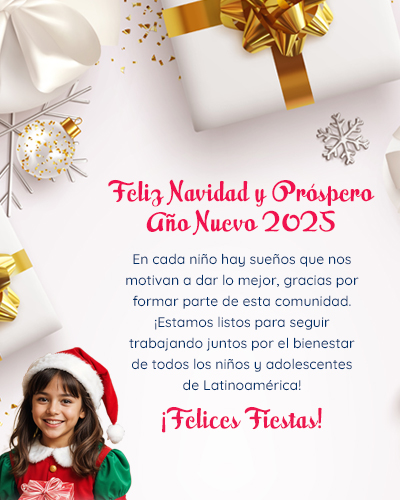 Feliz Navidad y Próspero
Año Nuevo 2025
En cada niño hay sueños que nos
motivan a dar lo mejor, gracias por
formar parte de esta comunidad.
¡Estamos listos para seguir
trabajando juntos por el bienestar
de todos los niños y adolescentes
de Latinoamérica!
¡Felices Fiestas!